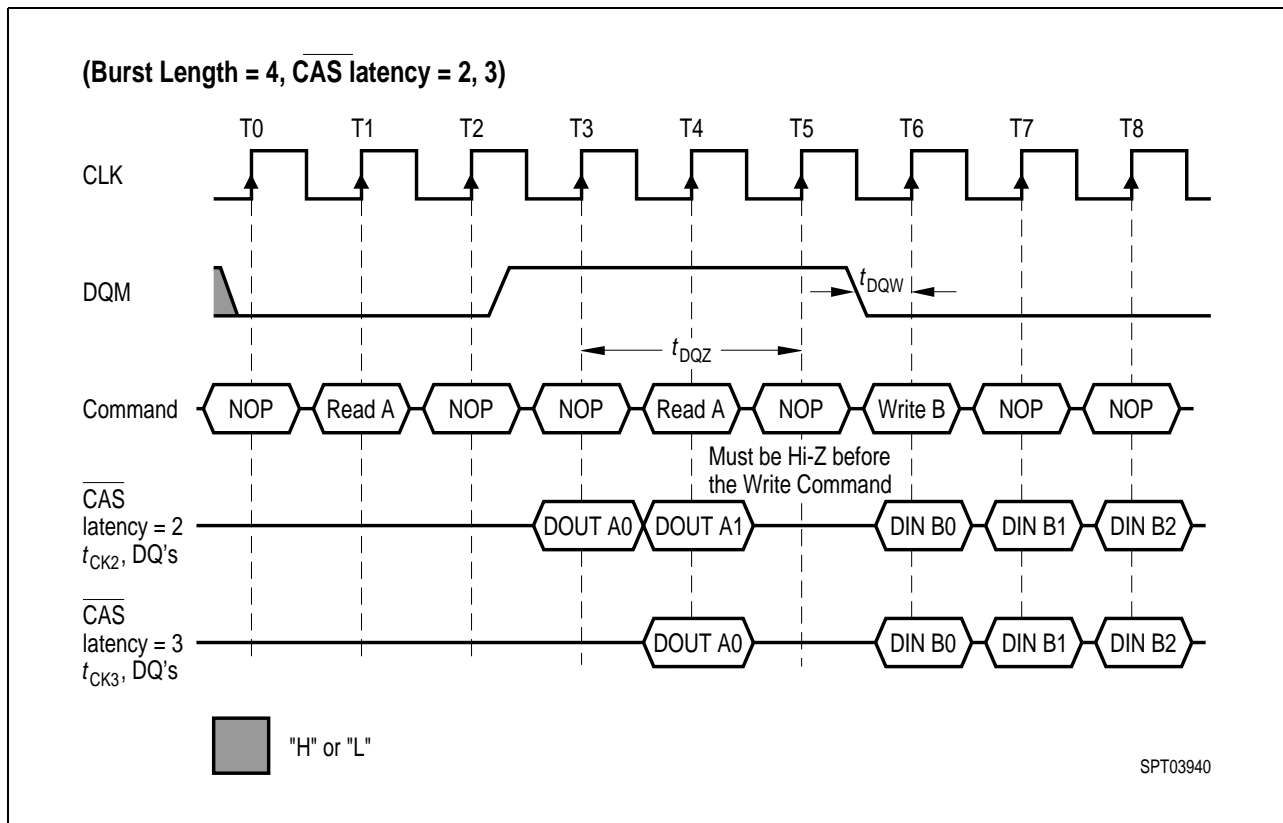 (Burst Length = 4, CAS latency = 2, 3)
T0 T1 T2 T3 T4 T5 T6 T7 T8
CLK
DQM
tDQW
tDQZ
Command NOP Read A NOP NOP Read A NOP Write B NOP NOP
Must be Hi-Z before
the Write Command
CAS
latency = 2
tCK2, DQ's
DOUT A0 DOUT A1 DIN B0 DIN B1 DIN B2
CAS
latency = 3
tCK3, DQ's
DOUT A0 DIN B0 DIN B1 DIN B2
"H" or "L"
SPT03940